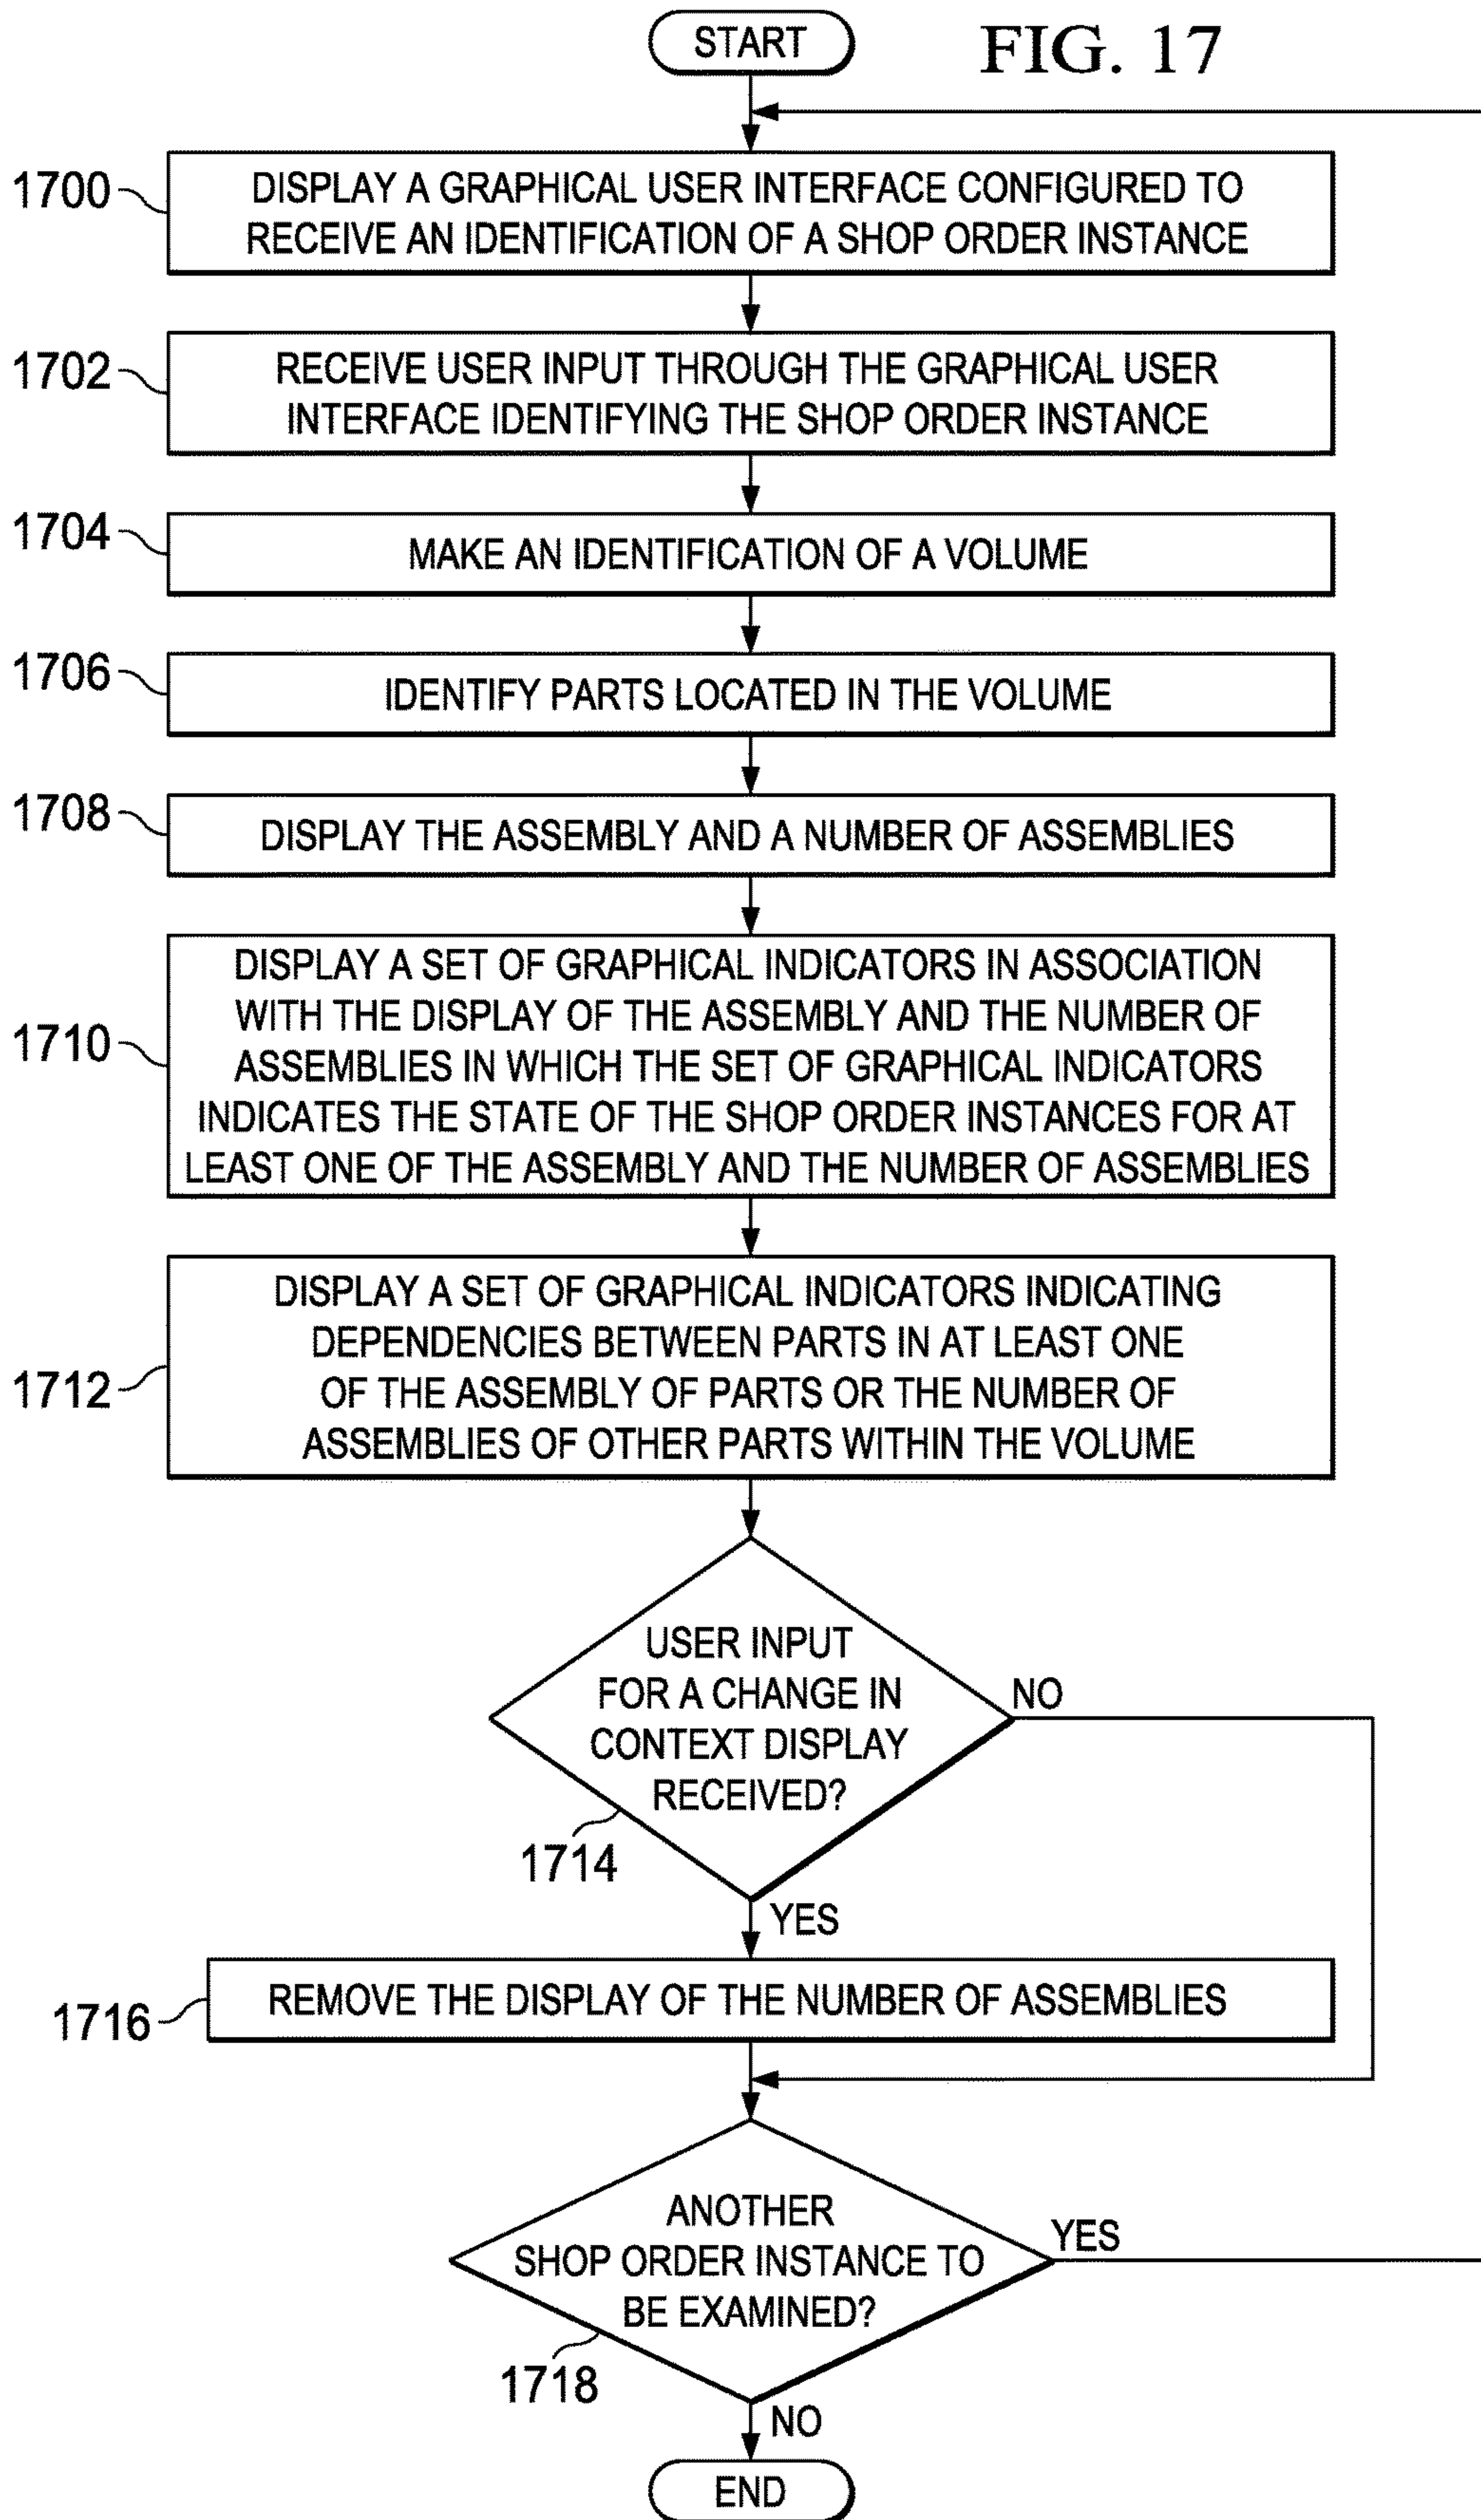 START
FIG. 17
1700
DISPLAY A GRAPHICAL USER INTERFACE CONFIGURED TO
RECEIVE AN IDENTIFICATION OF A SHOP ORDER INSTANCE
1702
RECEIVE USER INPUT THROUGH THE GRAPHICAL USER
INTERFACE IDENTIFYING THE SHOP ORDER INSTANCE
1704
MAKE AN IDENTIFICATION OF A VOLUME
1706
IDENTIFY PARTS LOCATED IN THE VOLUME
1708
DISPLAY THE ASSEMBLY AND A NUMBER OF ASSEMBLIES
1710
DISPLAY A SET OF GRAPHICAL INDICATORS IN ASSOCIATION
WITH THE DISPLAY OF THE ASSEMBLY AND THE NUMBER OF
ASSEMBLIES IN WHICH THE SET OF GRAPHICAL INDICATORS
INDICATES THE STATE OF THE SHOP ORDER INSTANCES FOR AT
LEAST ONE OF THE ASSEMBLY AND THE NUMBER OF ASSEMBLIES
1712
DISPLAY A SET OF GRAPHICAL INDICATORS INDICATING
DEPENDENCIES BETWEEN PARTS IN AT LEAST ONE
OF THE ASSEMBLY OF PARTS OR THE NUMBER OF
ASSEMBLIES OF OTHER PARTS WITHIN THE VOLUME
USER INPUT
FOR A CHANGE IN
CONTEXT DISPLAY
RECEIVED?
NO
1714
YES
1716
REMOVE THE DISPLAY OF THE NUMBER OF ASSEMBLIES
ANOTHER
SHOP ORDER INSTANCE TO
BE EXAMINED?
YES
1718
NO
END